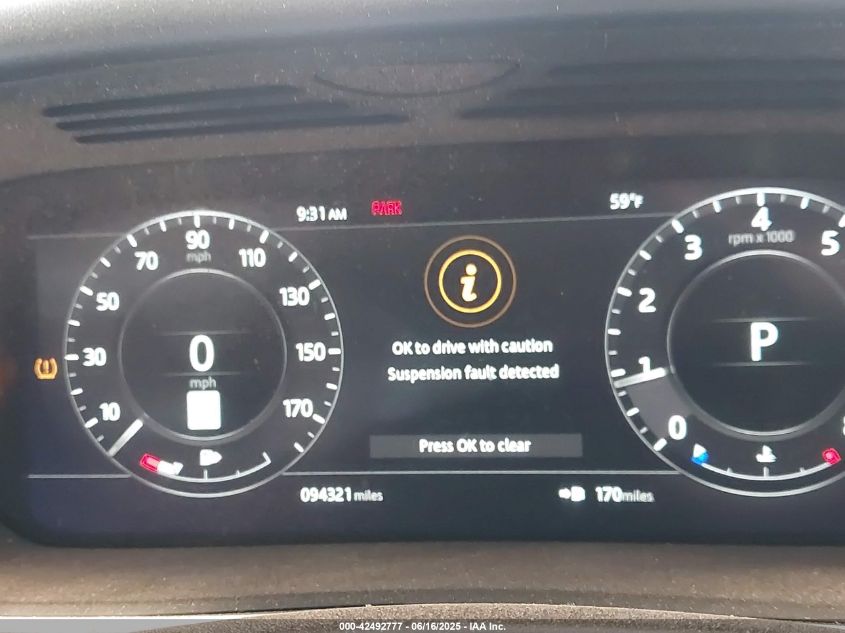 9:31 AM
PARK
59°F
90
mph
70
110
50
130
30
150
10
170
0
mph
OK to drive with caution
Suspension fault detected
Press OK to clear
4
rpm x 1000
3
5
2
1
0
P
094321 miles
170 miles
000-42492777 - 06/16/2025 - IAA Inc.